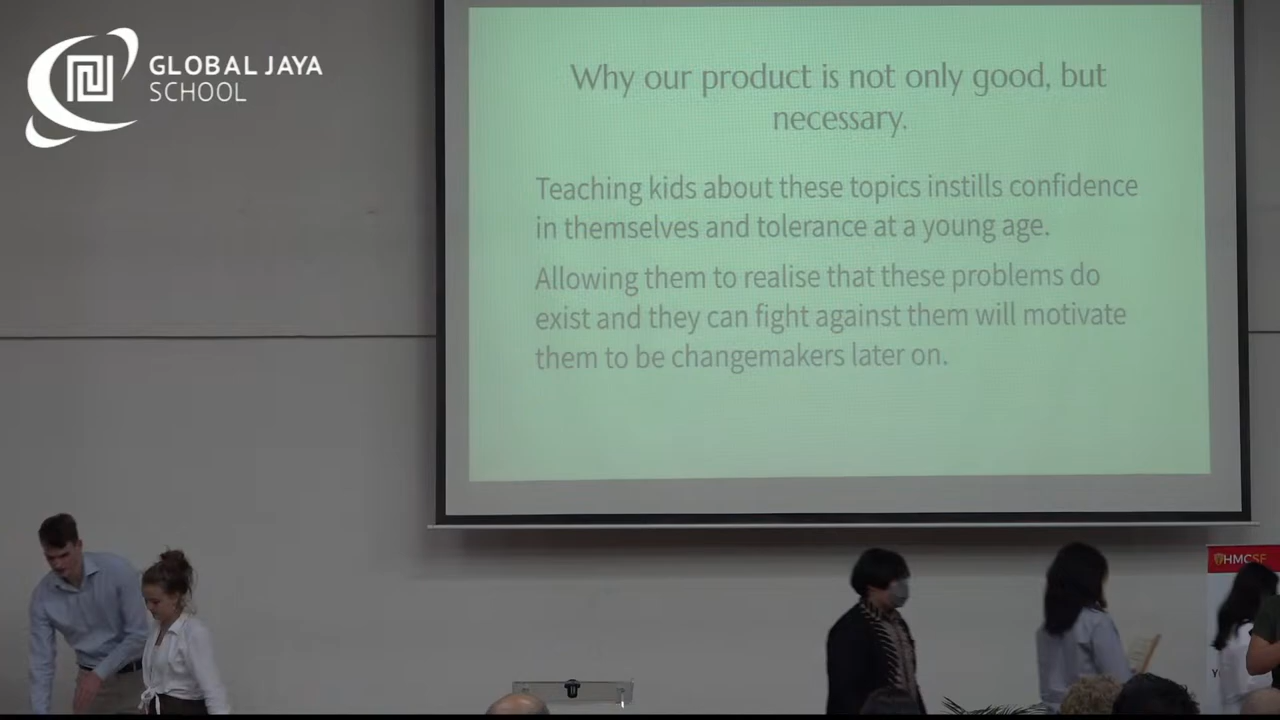 GLOBAL JAYA
SCHOOL
Why our product is not only good, but
necessary.
Teaching kids about these topics instills confidence
in themselves and tolerance at a young age.
Allowing them to realise that these problems do
exist and they can fight against them will motivate
them to be changemakers later on.
HMCSF